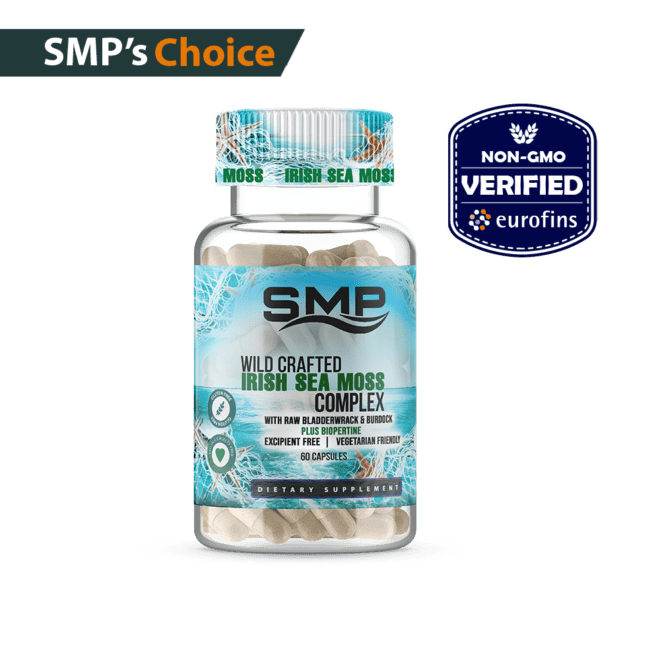 SMP's Choice
NON-GMO
VERIFIED
eurofins
MOSS IRISH SEA MOSS
SMP
WILD CRAFTED
IRISH SEA MOSS
COMPLEX
WITH RAW BLADDERWRACK & BURDOCK
PLUS BIOPERTINE
EXCIPIENT FREE | VEGETARIAN FRIENDLY
60 CAPSULES
DIETARY SUPPLEMENT